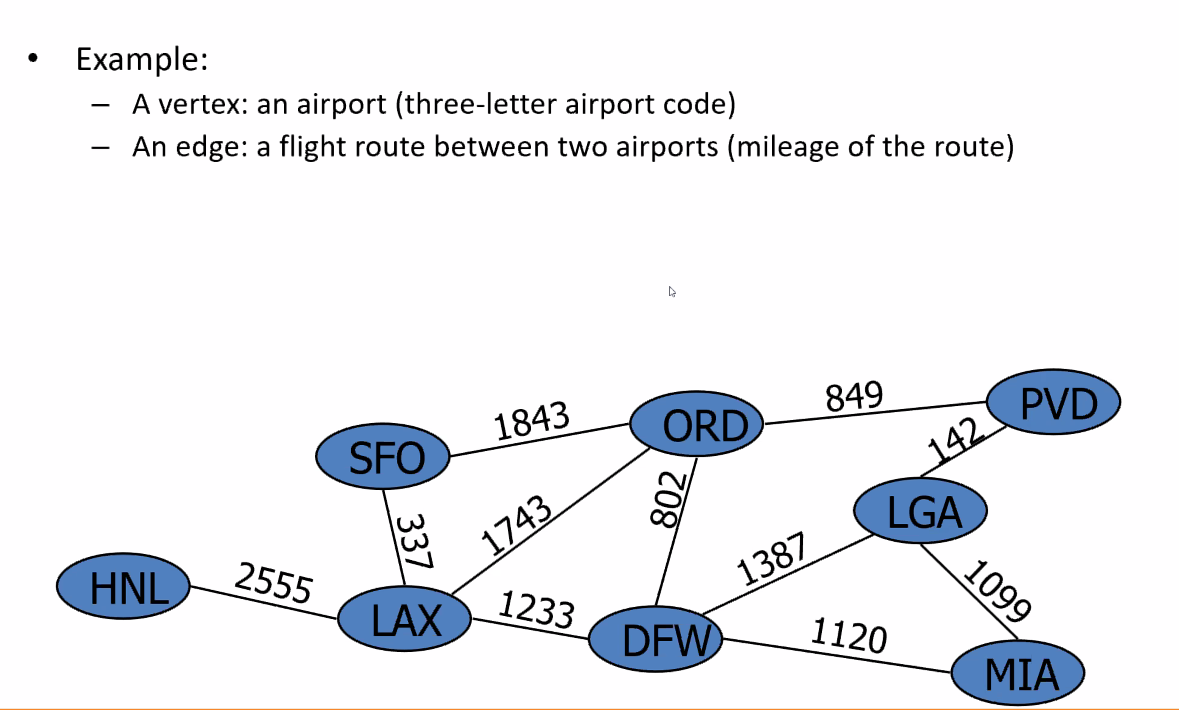 • Example:
– A vertex: an airport (three-letter airport code)
– An edge: a flight route between two airports (mileage of the route)
849
PVD
1843
ORD
142
SFO
802
LGA
1743
337
1387
HNL
2555
1099
LAX
1233
DFW
1120
MIA